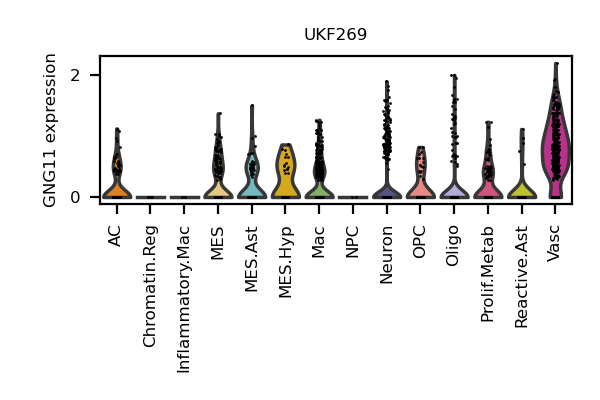 UKF269
GNG11 expression
2
0
AC
Chromatin.Reg
Inflammatory.Mac
MES
MES.Ast
MES.Hyp
Mac
NPC
Neuron
OPC
Oligo
Prolif.Metab
Reactive.Ast
Vasc